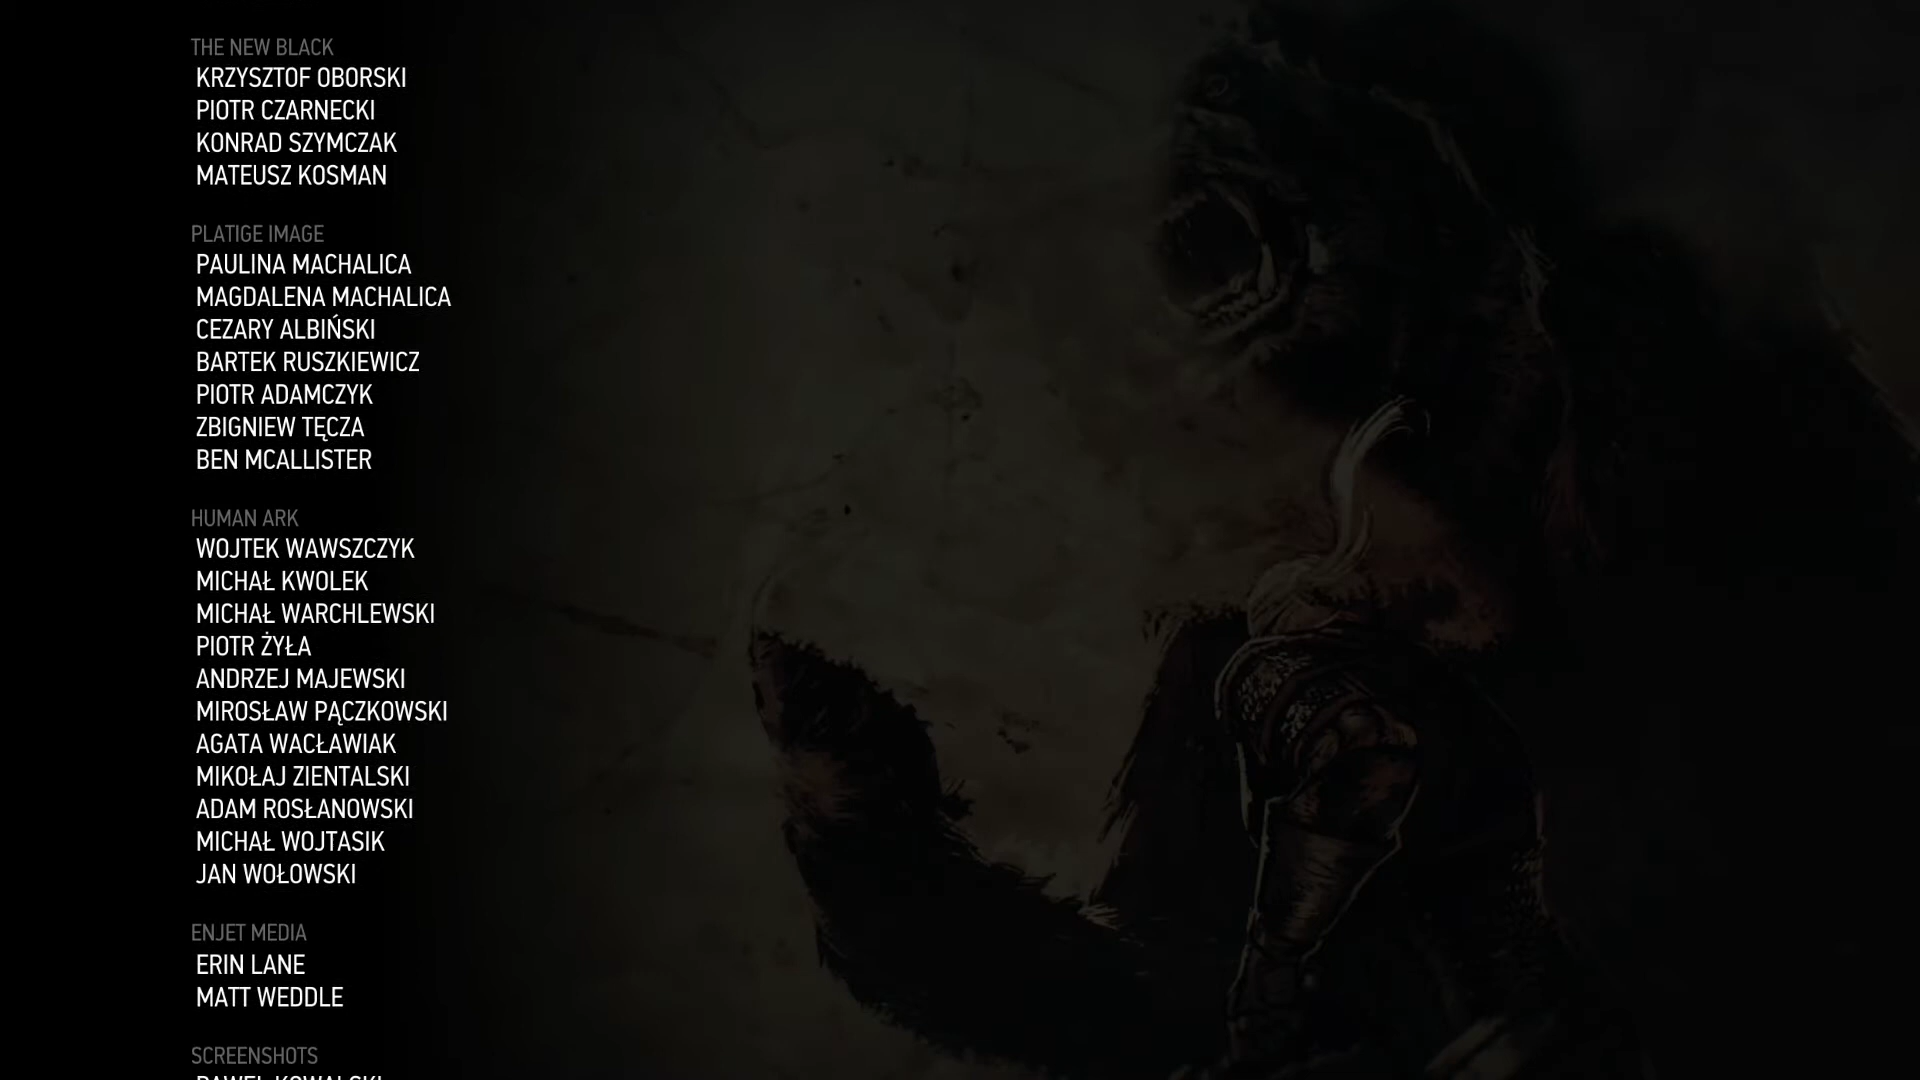 THE NEW BLACK
KRZYSZTOF OBORSKI
PIOTR CZARNECKI
KONRAD SZYMCZAK
MATEUSZ KOSMAN
PLATIGE IMAGE
PAULINA MACHALICA
MAGDALENA MACHALICA
CEZARY ALBIŃSKI
BARTEK RUSZKIEWICZ
PIOTR ADAMCZYK
ZBIGNIEW TĘCZA
BEN MCALLISTER
HUMAN ARK
WOJTEK WAWSZCZYK
MICHAŁ KWOLEK
MICHAŁ WARCHLEWSKI
PIOTR ŻYŁA
ANDRZEJ MAJEWSKI
MIROSŁAW PĄCZKOWSKI
AGATA WACŁAWIAK
MIKOŁAJ ZIENTALSKI
ADAM ROSŁANOWSKI
MICHAŁ WOJTASIK
JAN WOŁOWSKI
ENJET MEDIA
ERIN LANE
MATT WEDDLE
SCREENSHOTS